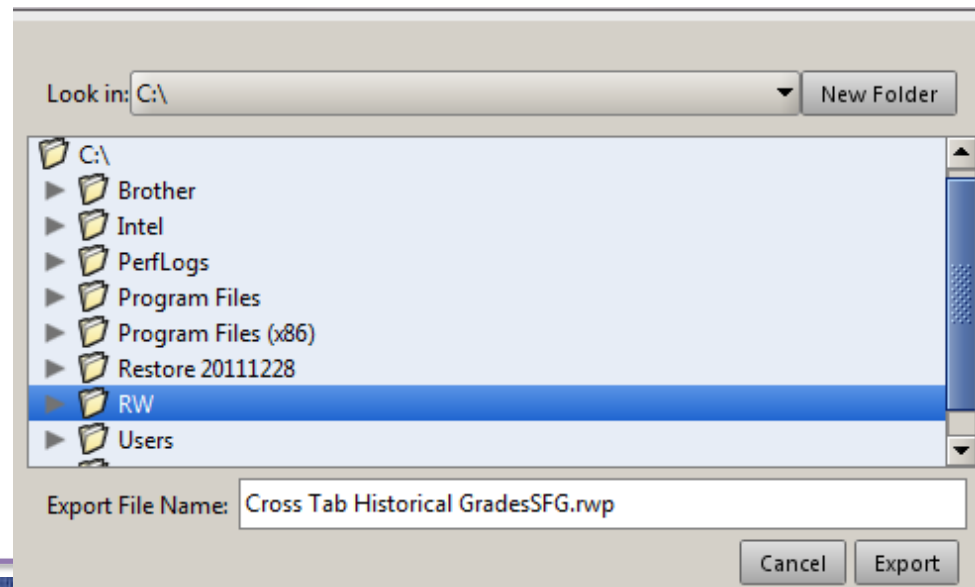 Look in: C:\ New Folder
C:\
Brother
Intel
PerfLogs
Program Files
Program Files (x86)
Restore 20111228
RW
Users
Export File Name: Cross Tab Historical GradesSFG.rwp
Cancel Export